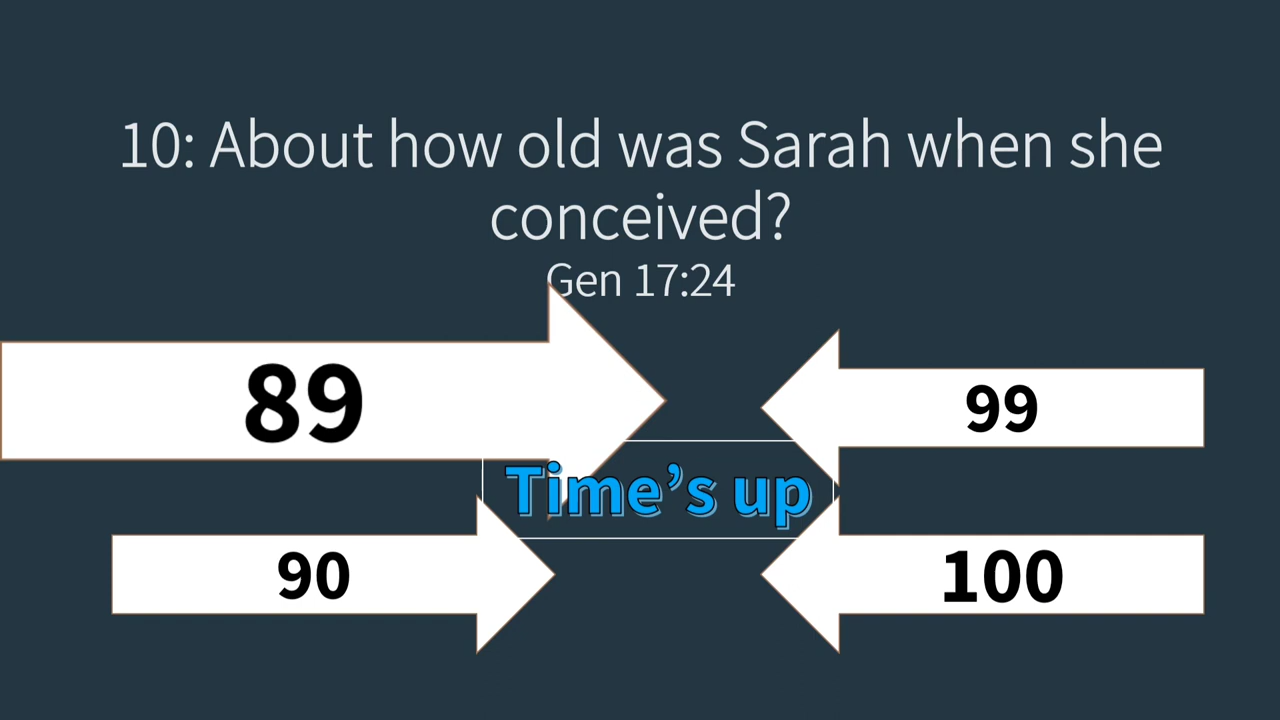 10: About how old was Sarah when she
conceived?
Gen 17:24
89
99
Time's up
90
100